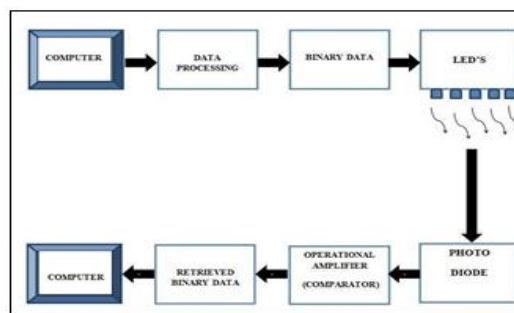 COMPUTER
DATA
PROCESSING
BINARY DATA
LED'S
COMPUTER
RETRIEVED
BINARY DATA
OPERATIONAL
AMPLIFIER
(COMPARATOR)
PHOTO
DIODE